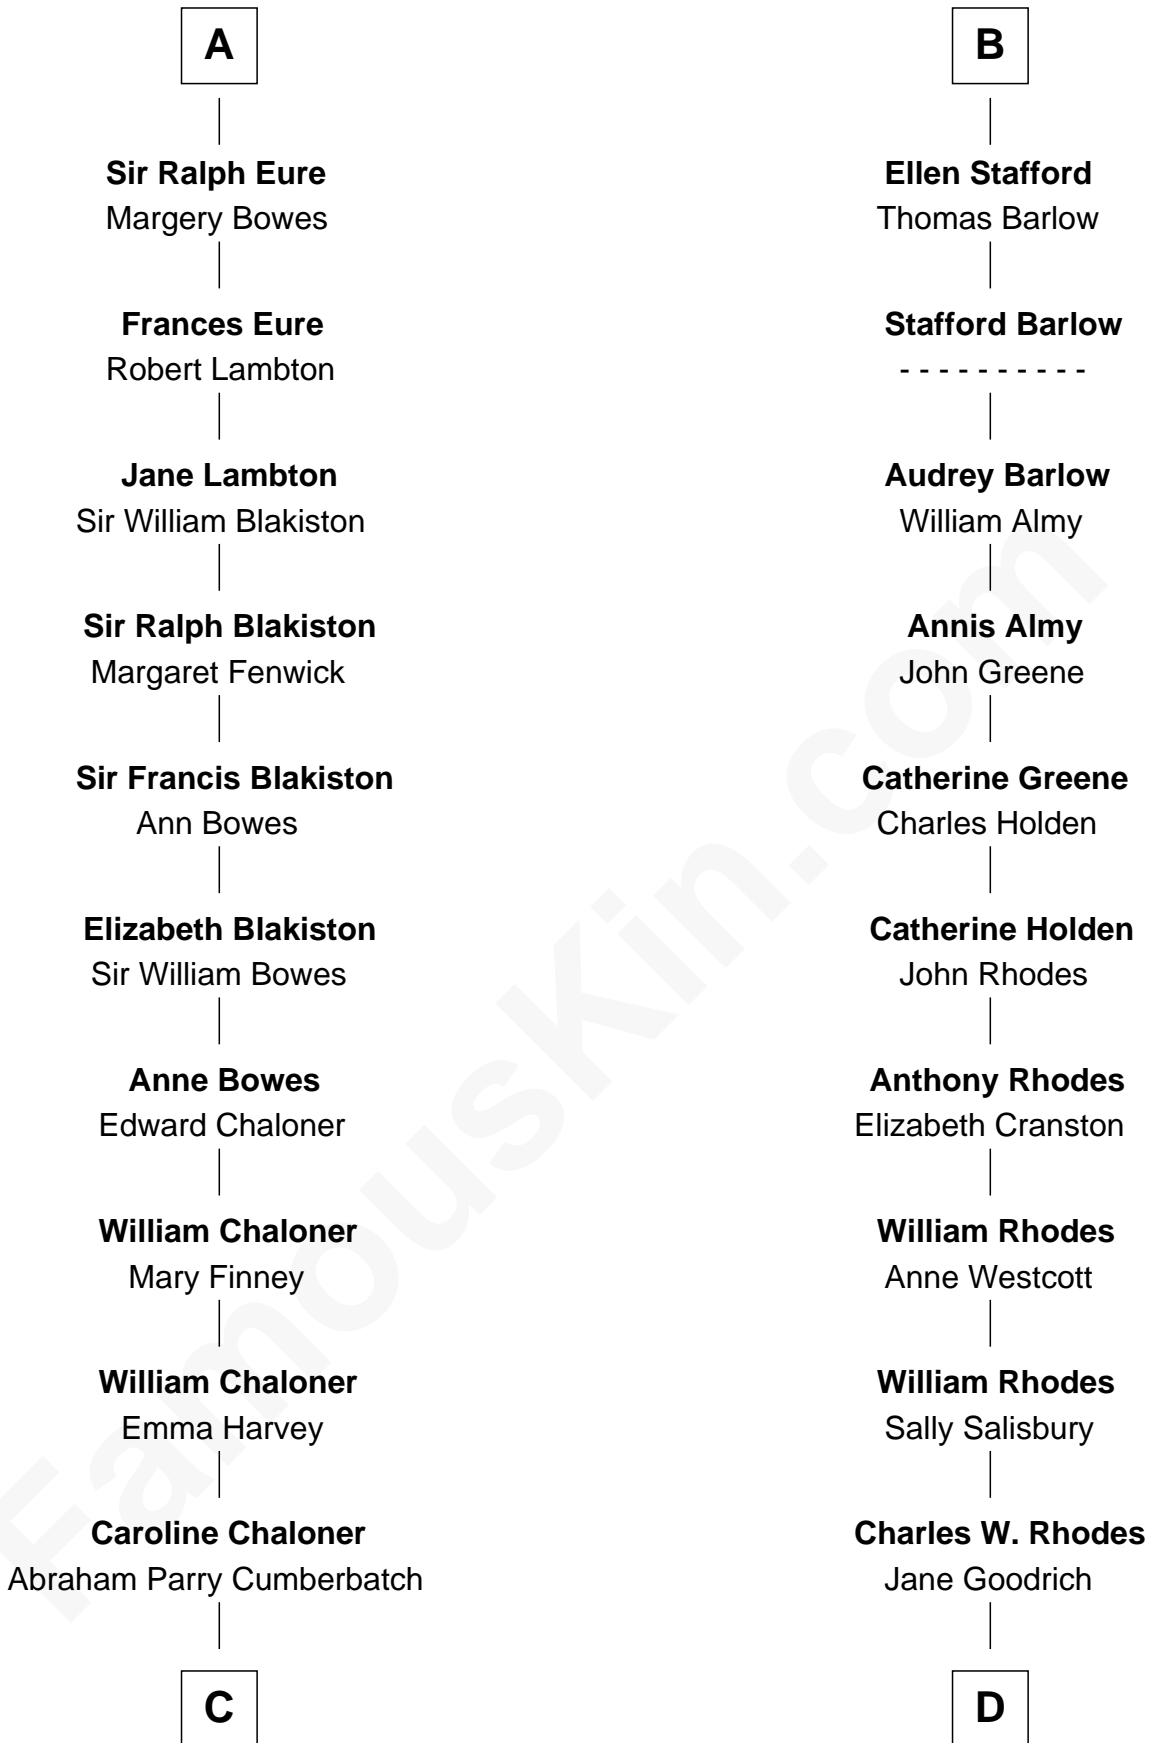 A
Sir Ralph Eure
Margery Bowes
Frances Eure
Robert Lambton
Jane Lambton
Sir William Blakiston
Sir Ralph Blakiston
Margaret Fenwick
Sir Francis Blakiston
Ann Bowes
Elizabeth Blakiston
Sir William Bowes
Anne Bowes
Edward Chaloner
William Chaloner
Mary Finney
William Chaloner
Emma Harvey
Caroline Chaloner
Abraham Parry Cumberbatch
C
B
Ellen Stafford
Thomas Barlow
Stafford Barlow
- - - - - - - - - -
Audrey Barlow
William Almy
Annis Almy
John Greene
Catherine Greene
Charles Holden
Catherine Holden
John Rhodes
Anthony Rhodes
Elizabeth Cranston
William Rhodes
Anne Westcott
William Rhodes
Sally Salisbury
Charles W. Rhodes
Jane Goodrich
D
FamousKin.com